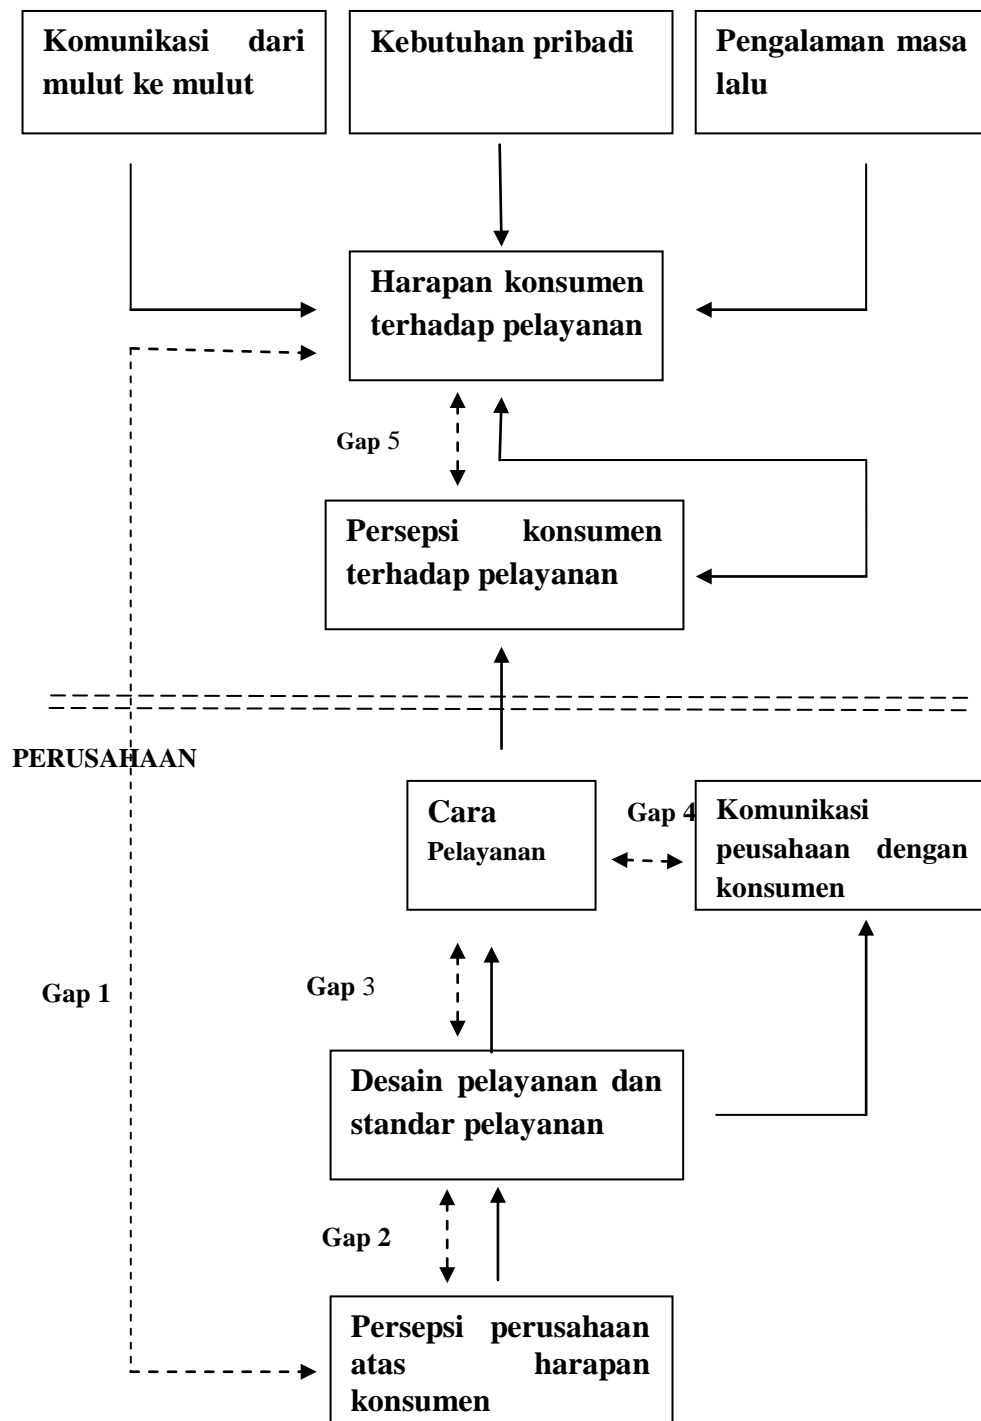 Komunikasi dari
mulut ke mulut
Kebutuhan pribadi
Pengalaman masa
lalu
Harapan konsumen
terhadap pelayanan
Gap 5
Persepsi konsumen
terhadap pelayanan
PERUSAHAAN
Cara
Pelayanan
Gap 4
Komunikasi
peusahaan dengan
konsumen
Gap 1
Gap 3
Desain pelayanan dan
standar pelayanan
Gap 2
Persepsi perusahaan
atas harapan
konsumen